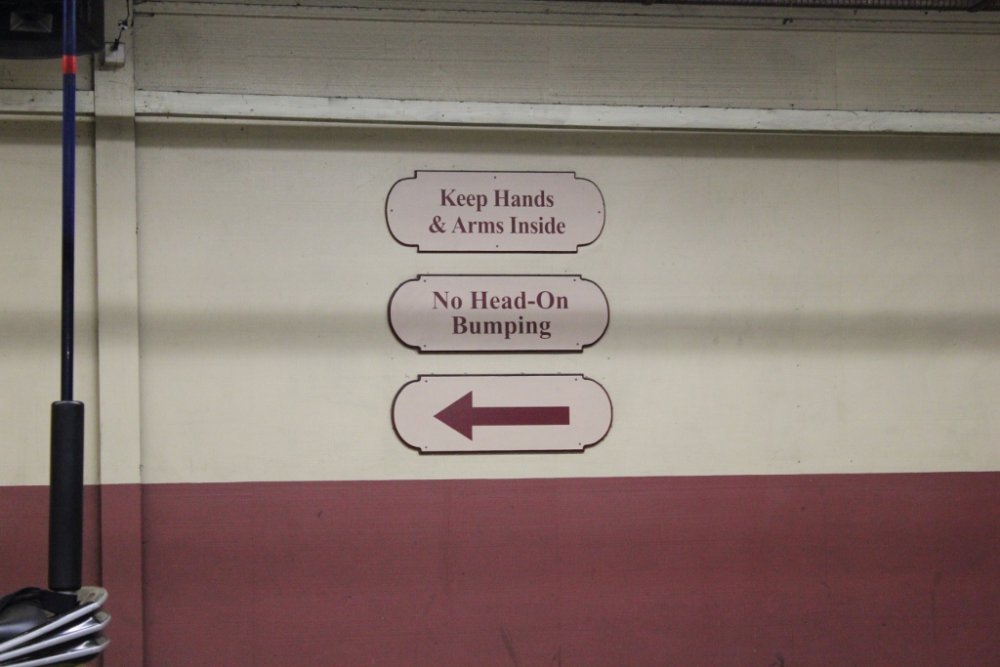 Keep Hands
& Arms Inside
No Head-On
Bumping